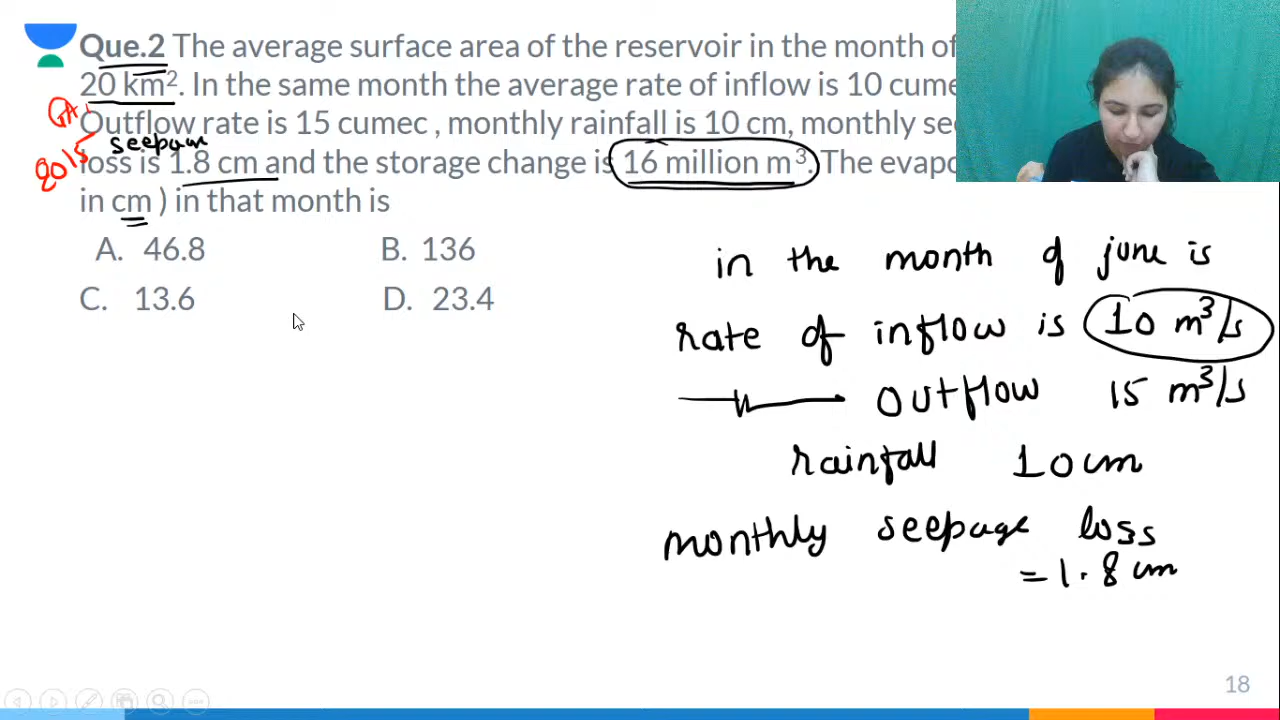 Que.2 The average surface area of the reservoir in the month of
20 km². In the same month the average rate of inflow is 10 cume
Outflow rate is 15 cumec , monthly rainfall is 10 cm, monthly se
seepage
2015
loss is 1.8 cm and the storage change is 16 million m³. The evapo
in cm ) in that month is
A. 46.8 B. 136
C. 13.6 D. 23.4
in the month of june is
rate of inflow is 10 m³/s
outflow 15 m³/s
rainfall 10 cm
monthly seepage loss
= 1.8 cm
18